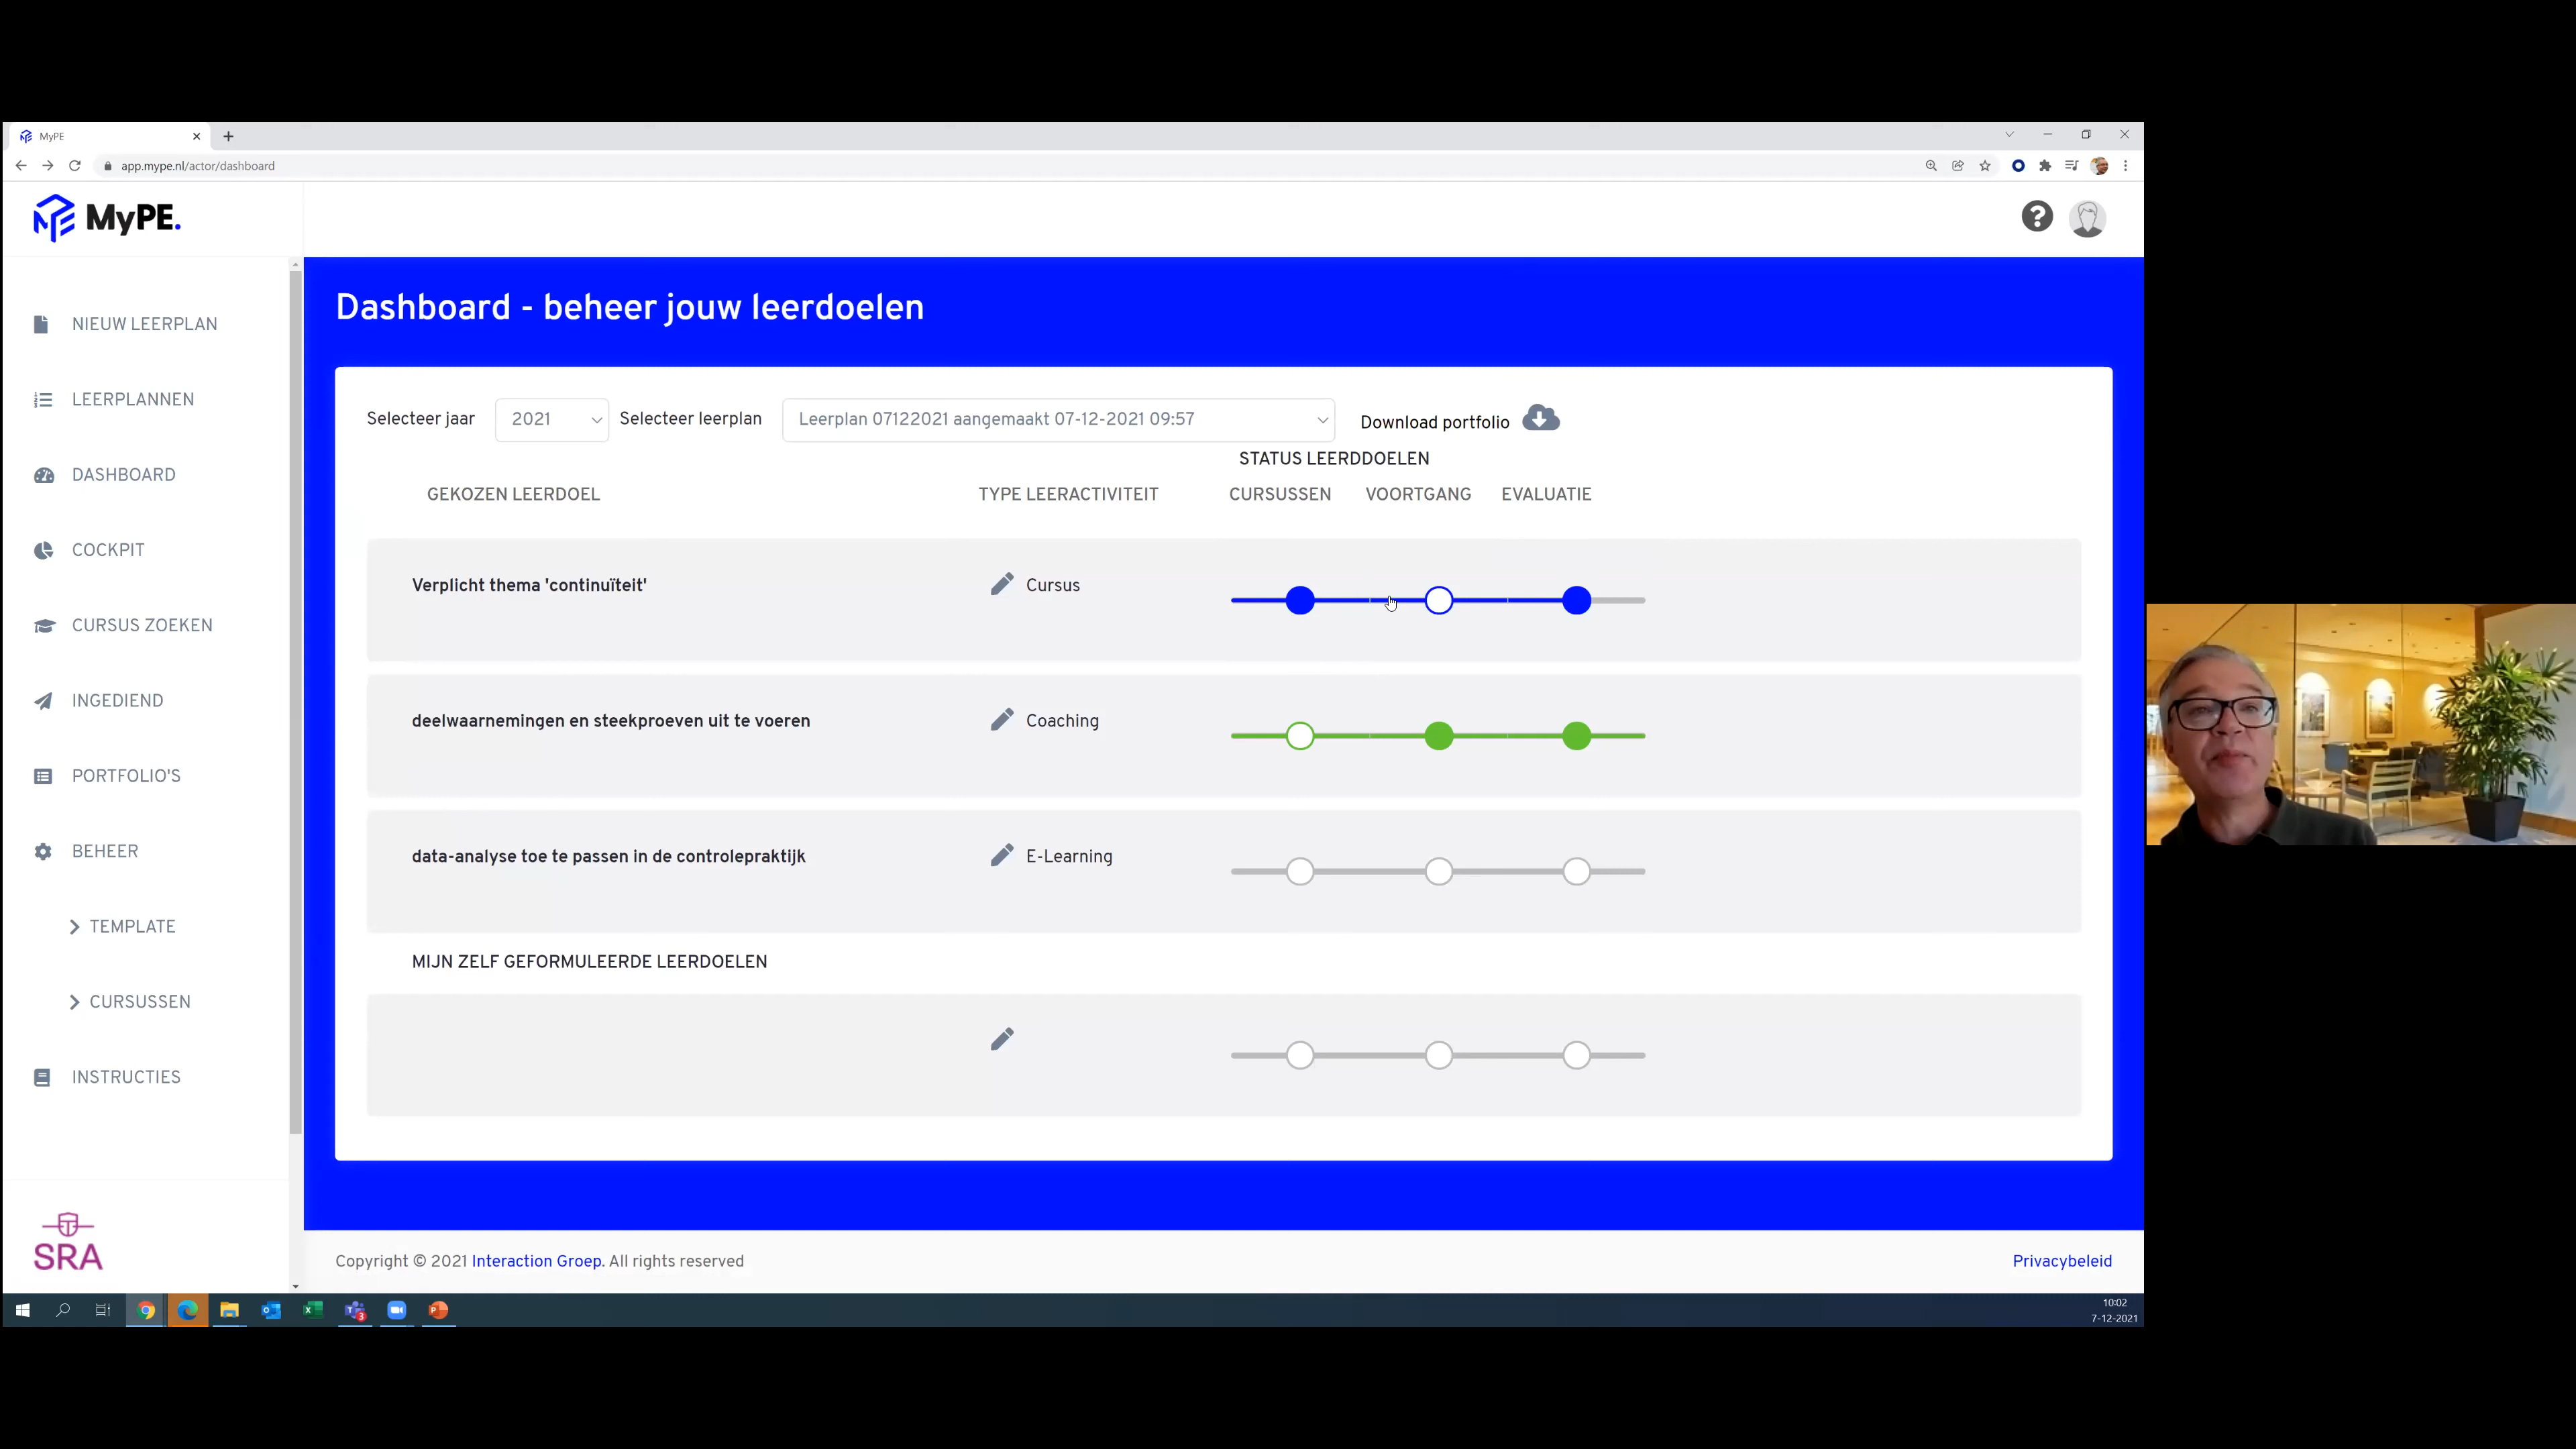 MyPE
app.mype.nl/actor/dashboard
MyPE.
NIEUW LEERPLAN
LEERPLANNEN
DASHBOARD
COCKPIT
CURSUS ZOEKEN
INGEDIEND
PORTFOLIO'S
BEHEER
TEMPLATE
CURSUSSEN
INSTRUCTIES
SRA
Dashboard - beheer jouw leerdoelen
Selecteer jaar 2021 Selecteer leerplan Leerplan 07122021 aangemaakt 07-12-2021 09:57 Download portfolio
STATUS LEERDDOELEN
GEKOZEN LEERDOEL TYPE LEERACTIVITEIT CURSUSSEN VOORTGANG EVALUATIE
Verplicht thema 'continuïteit' Cursus
deelwaarnemingen en steekproeven uit te voeren Coaching
data-analyse toe te passen in de controlepraktijk E-Learning
MIJN ZELF GEFORMULEERDE LEERDOELEN
Copyright © 2021 Interaction Groep. All rights reserved Privacybeleid
3
10:02
7-12-2021